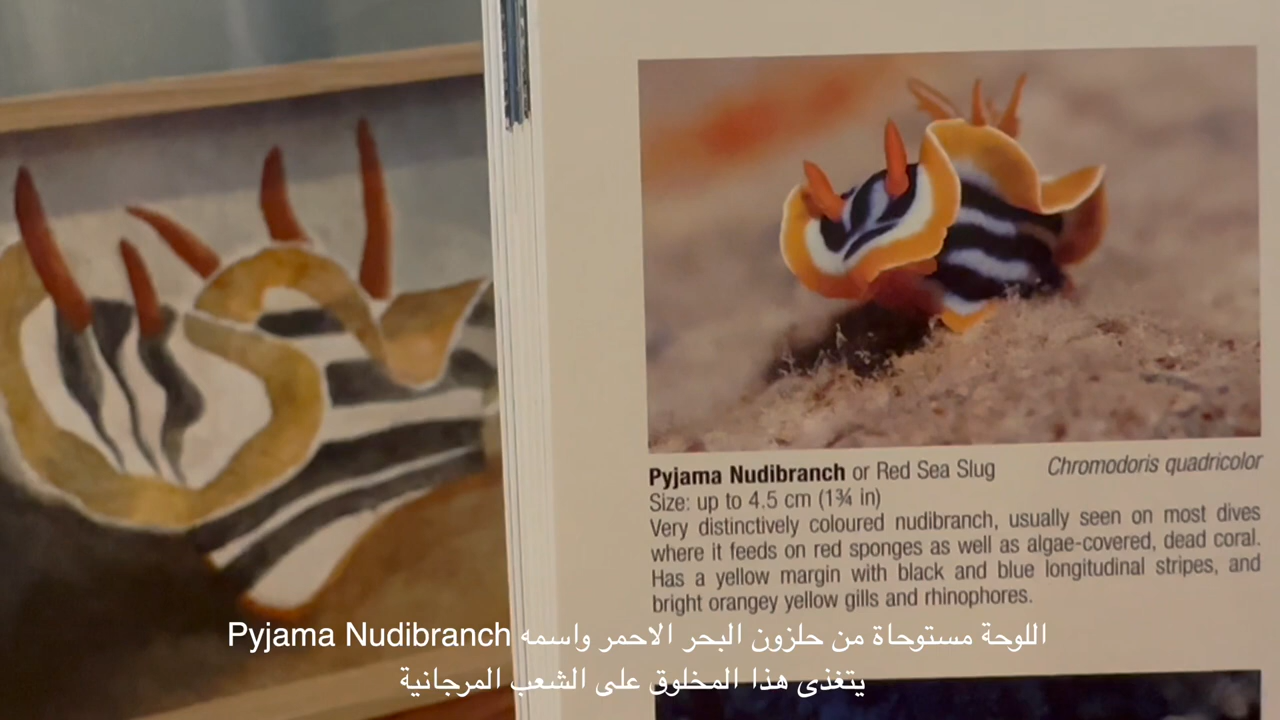 Pyjama Nudibranch or Red Sea Slug Chromodoris quadricolor
Size: up to 4.5 cm (1¾ in)
Very distinctively coloured nudibranch, usually seen on most dives
where it feeds on red sponges as well as algae-covered, dead coral.
Has a yellow margin with black and blue longitudinal stripes, and
bright orangey yellow gills and rhinophores.
اللوحة مستوحاة من حلزون البحر الاحمر واسمه Pyjama Nudibranch
يتغذى هذا المخلوق على الشعب المرجانية